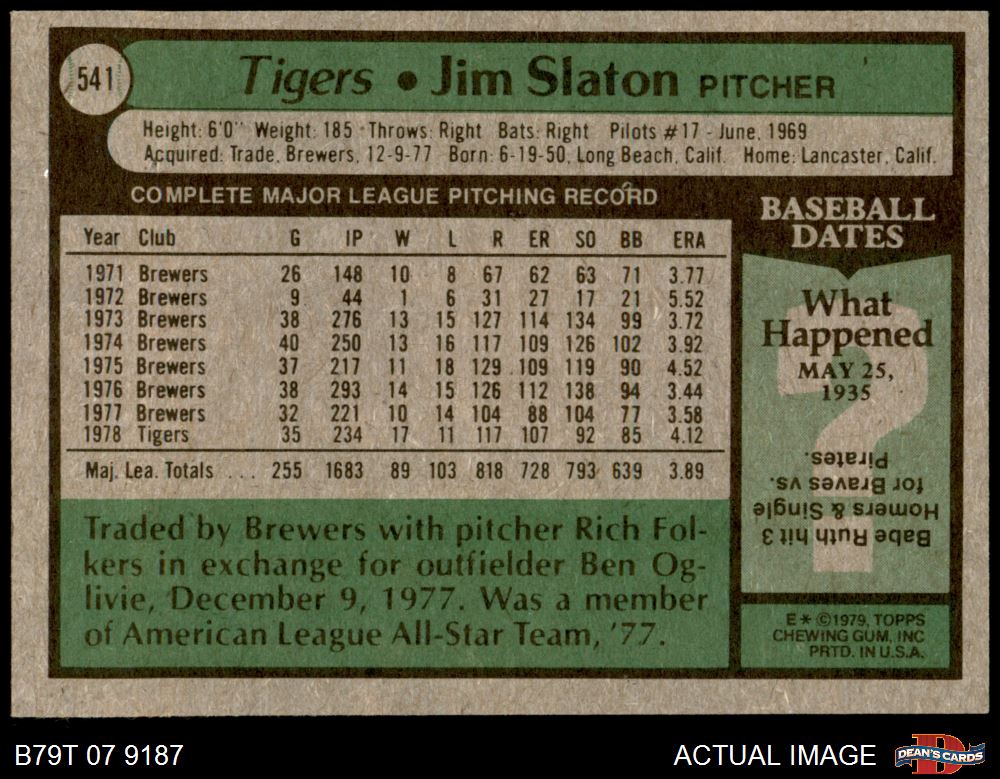 541
Tigers • Jim Slaton PITCHER
Height: 6'0" Weight: 185 Throws: Right Bats: Right Pilots #17 - June, 1969
Acquired: Trade, Brewers, 12-9-77 Born: 6-19-50, Long Beach, Calif. Home: Lancaster, Calif.
COMPLETE MAJOR LEAGUE PITCHING RECORD
Year Club G IP W L R ER SO BB ERA
1971 Brewers 26 148 10 8 67 62 63 71 3.77
1972 Brewers 9 44 1 6 31 27 17 21 5.52
1973 Brewers 38 276 13 15 127 114 134 99 3.72
1974 Brewers 40 250 13 16 117 109 126 102 3.92
1975 Brewers 37 217 11 18 129 109 119 90 4.52
1976 Brewers 38 293 14 15 126 112 138 94 3.44
1977 Brewers 32 221 10 14 104 88 104 77 3.58
1978 Tigers 35 234 17 11 117 107 92 85 4.12
Maj. Lea. Totals . . . 255 1683 89 103 818 728 793 639 3.89
Traded by Brewers with pitcher Rich Fol-
kers in exchange for outfielder Ben Og-
livie, December 9, 1977. Was a member
of American League All-Star Team, '77.
BASEBALL
DATES
What
Happened
MAY 25,
1935
?
Babe Ruth hit 3
Homers & Single
for Braves vs.
Pirates.
E * ©1979, TOPPS
CHEWING GUM, INC
PRTD. IN U.S.A.
B79T 07 9187
ACTUAL IMAGE
D
DEAN'S CARDS